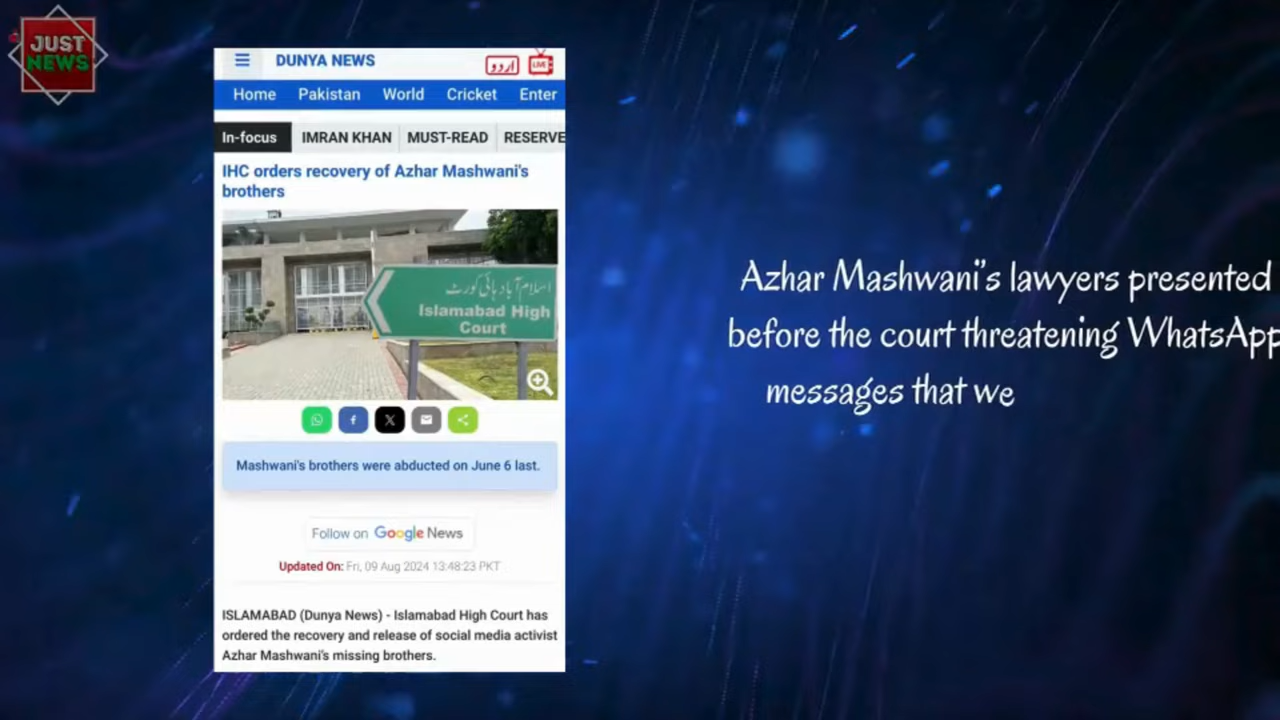 JUST
NEWS
DUNYA NEWS
اردو
LIVE
Home Pakistan World Cricket Enter
In-focus IMRAN KHAN MUST-READ RESERVE
IHC orders recovery of Azhar Mashwani's
brothers
اسلام آباد ہائی کورٹ
Islamabad High
Court
Mashwani's brothers were abducted on June 6 last.
Follow on Google News
Updated On: Fri, 09 Aug 2024 13:48:23 PKT
ISLAMABAD (Dunya News) - Islamabad High Court has
ordered the recovery and release of social media activist
Azhar Mashwani's missing brothers.
Azhar Mashwani's lawyers presented
before the court threatening WhatsApp
messages that we